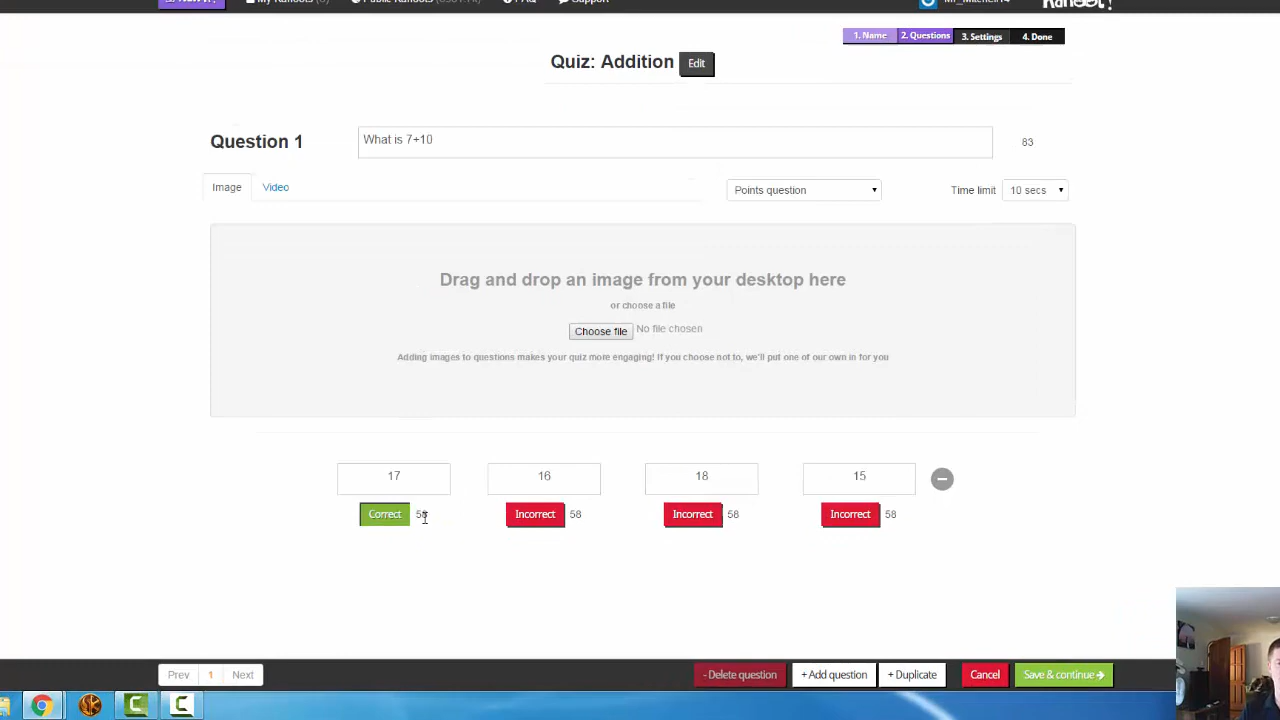 1. Name 2. Questions 3. Settings 4. Done
Quiz: Addition Edit
Question 1 What is 7+10 83
Image Video Points question Time limit 10 secs
Drag and drop an image from your desktop here
or choose a file
Choose file No file chosen
Adding images to questions makes your quiz more engaging! If you choose not to, we'll put one of our own in for you
17 16 18 15
Correct 58 Incorrect 58 Incorrect 58 Incorrect 58
Prev 1 Next - Delete question + Add question + Duplicate Cancel Save & continue